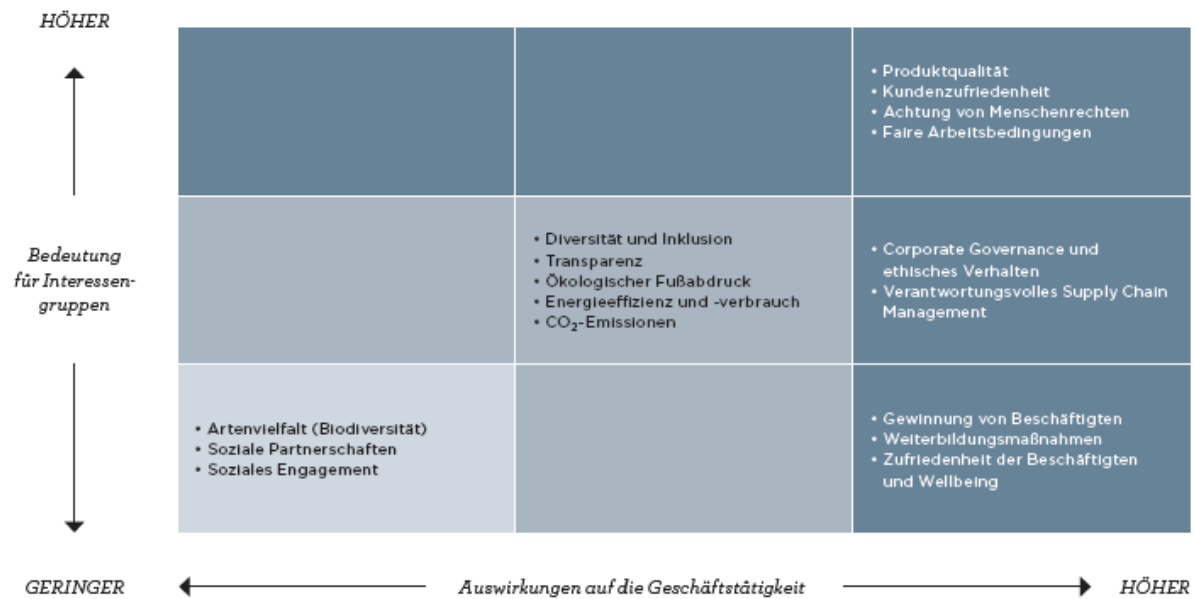 HÖHER
• Produktqualität
• Kundenzufriedenheit
• Achtung von Menschenrechten
• Faire Arbeitsbedingungen
Bedeutung
für Interessen-
gruppen
• Diversität und Inklusion
• Transparenz
• Ökologischer Fußabdruck
• Energieeffizienz und -verbrauch
• CO₂-Emissionen
• Corporate Governance und
ethisches Verhalten
• Verantwortungsvolles Supply Chain
Management
• Artenvielfalt (Biodiversität)
• Soziale Partnerschaften
• Soziales Engagement
• Gewinnung von Beschäftigten
• Weiterbildungsmaßnahmen
• Zufriedenheit der Beschäftigten
und Wellbeing
GERINGER
Auswirkungen auf die Geschäftstätigkeit
HÖHER